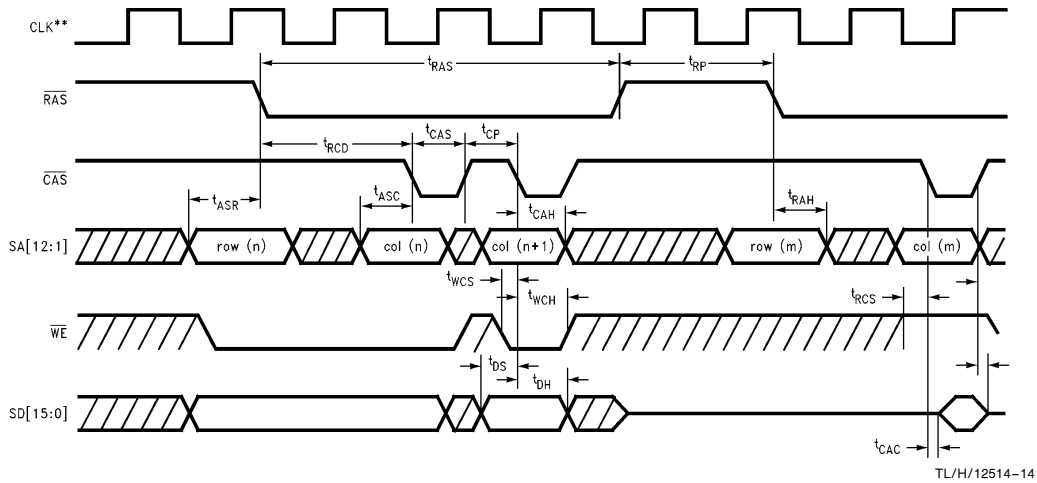 CLK**
tRAS
tRP
RAS
tCAS
tCP
tRCD
CAS
tASR
tASC
tCAH
tRAH
SA[12:1]
row (n)
col (n)
col (n+1)
row (m)
col (m)
tWCS
tWCH
tRCS
WE
tDS
tDH
SD[15:0]
tCAC
TL/H/12514-14